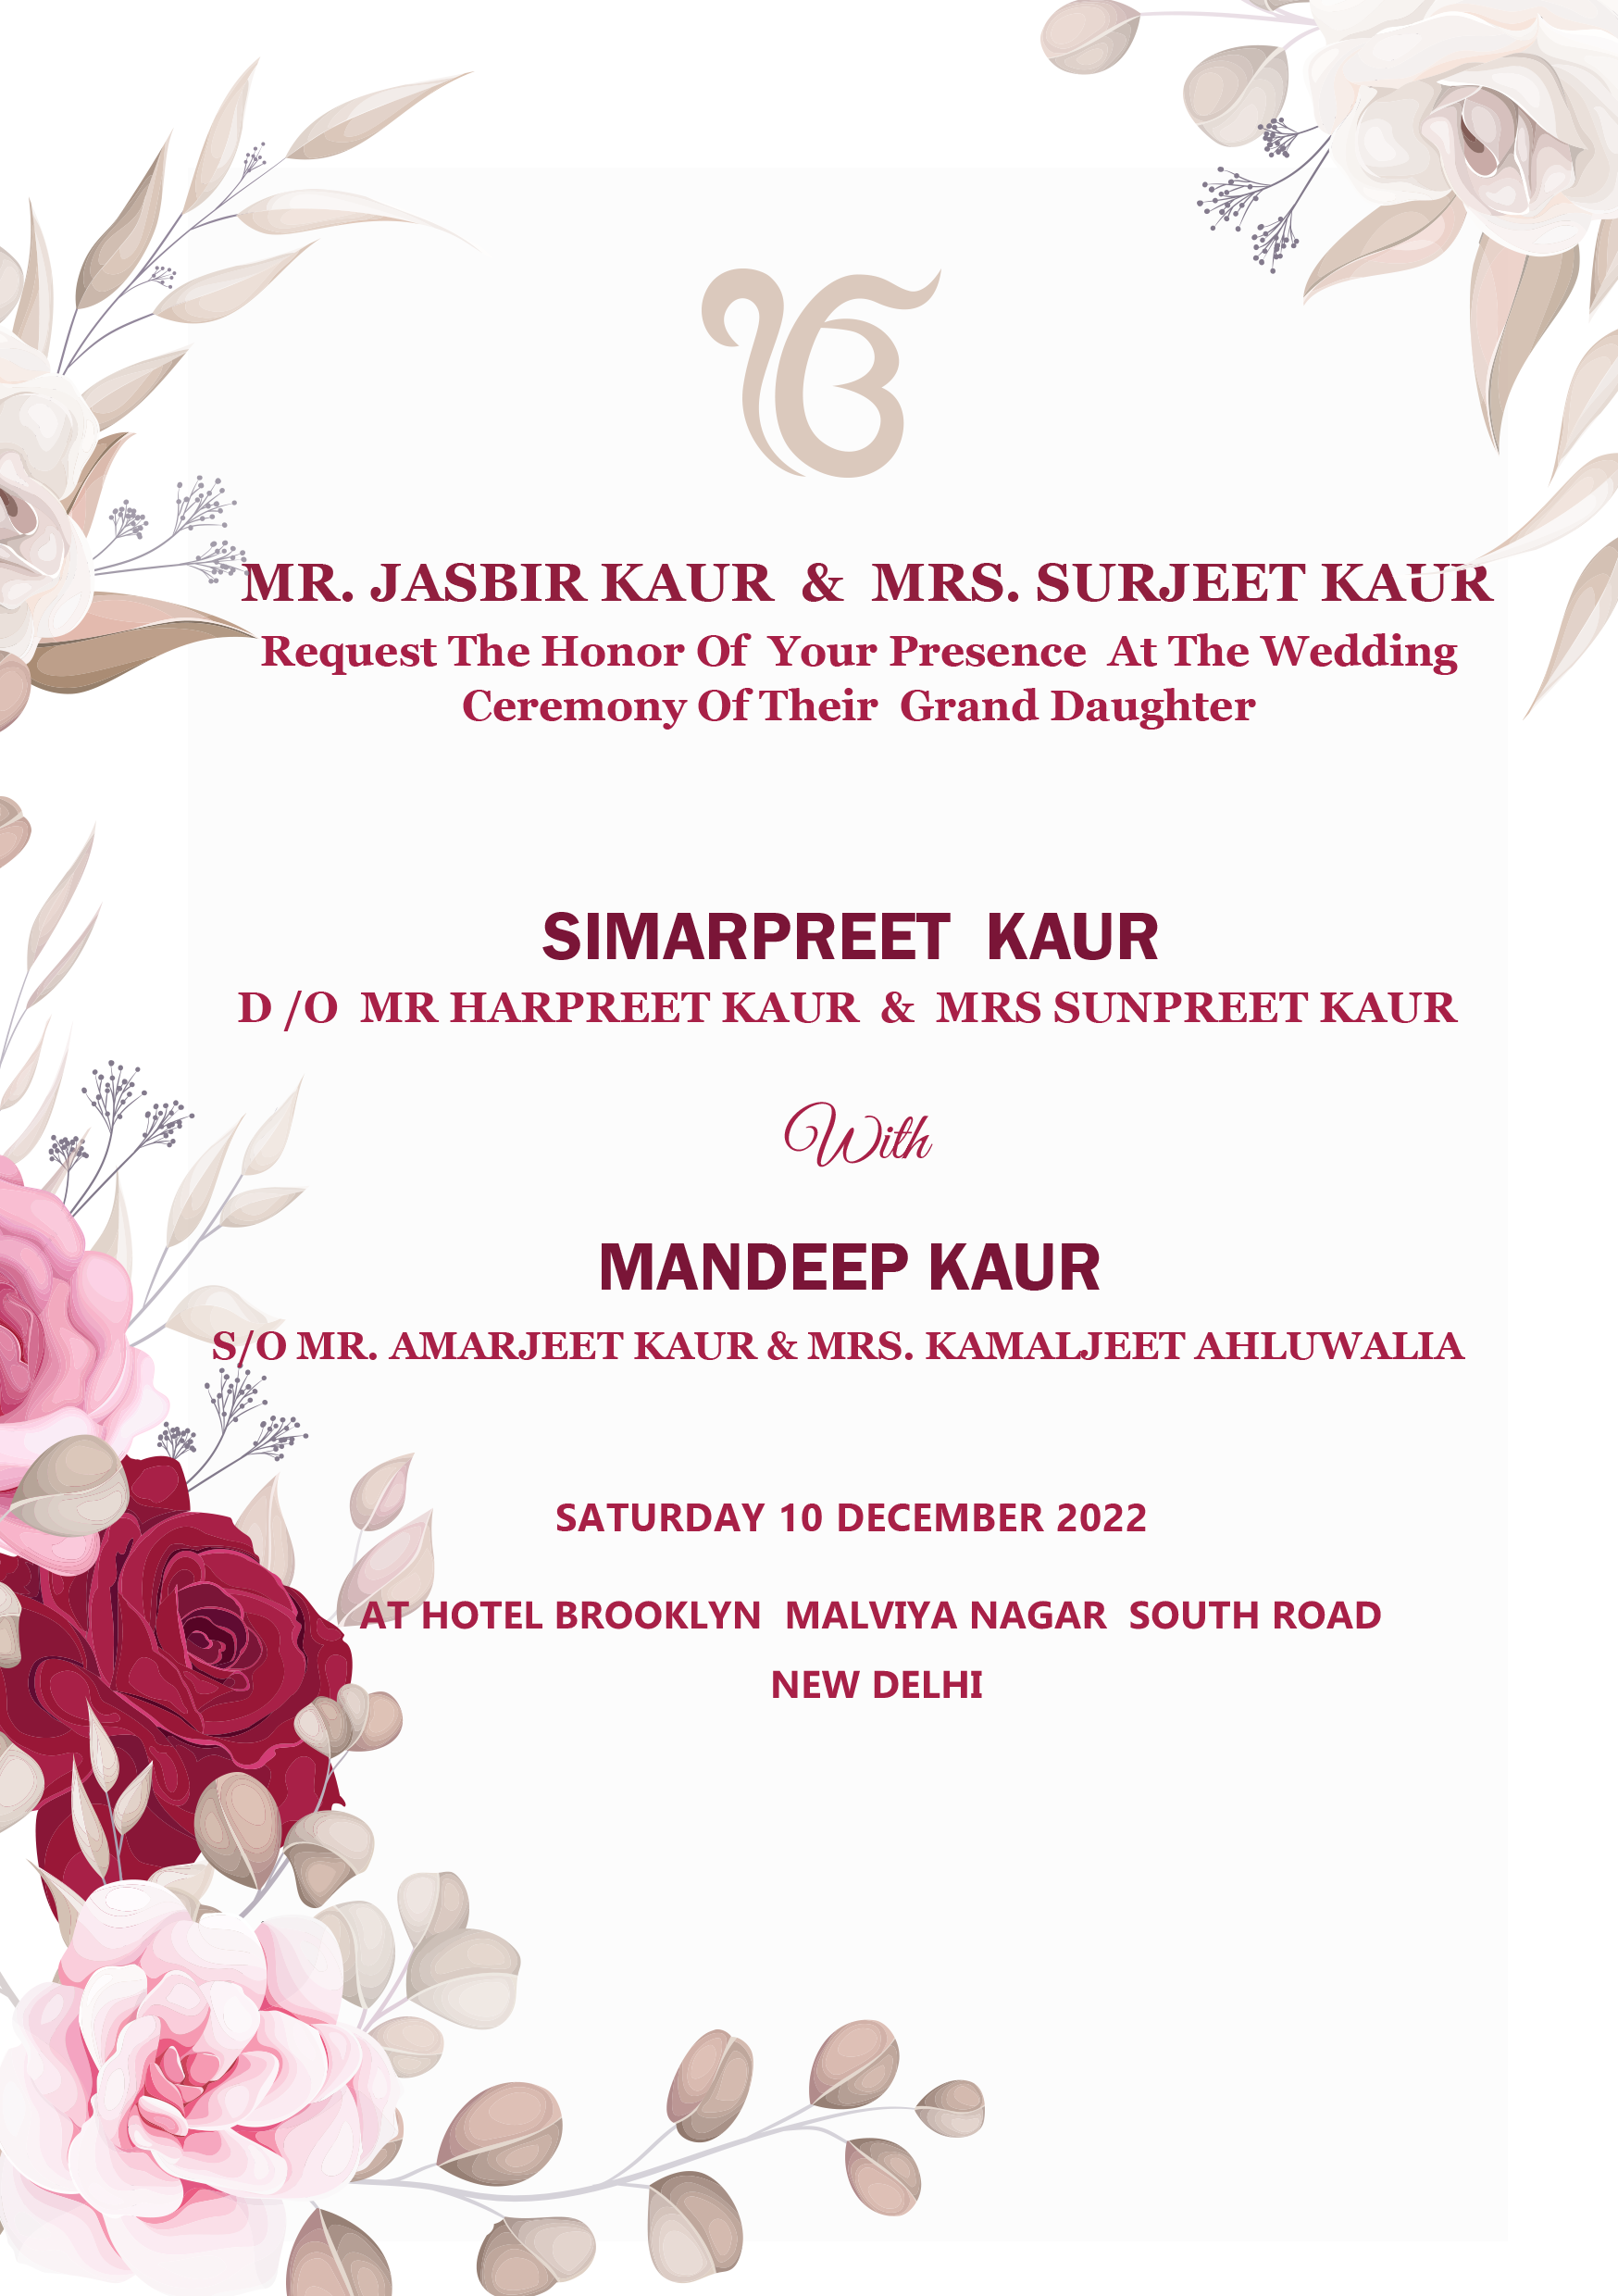 ੴ
MR. JASBIR KAUR & MRS. SURJEET KAUR
Request The Honor Of Your Presence At The Wedding
Ceremony Of Their Grand Daughter
SIMARPREET KAUR
D /O MR HARPREET KAUR & MRS SUNPREET KAUR
With
MANDEEP KAUR
S/O MR. AMARJEET KAUR & MRS. KAMALJEET AHLUWALIA
SATURDAY 10 DECEMBER 2022
AT HOTEL BROOKLYN MALVIYA NAGAR SOUTH ROAD
NEW DELHI